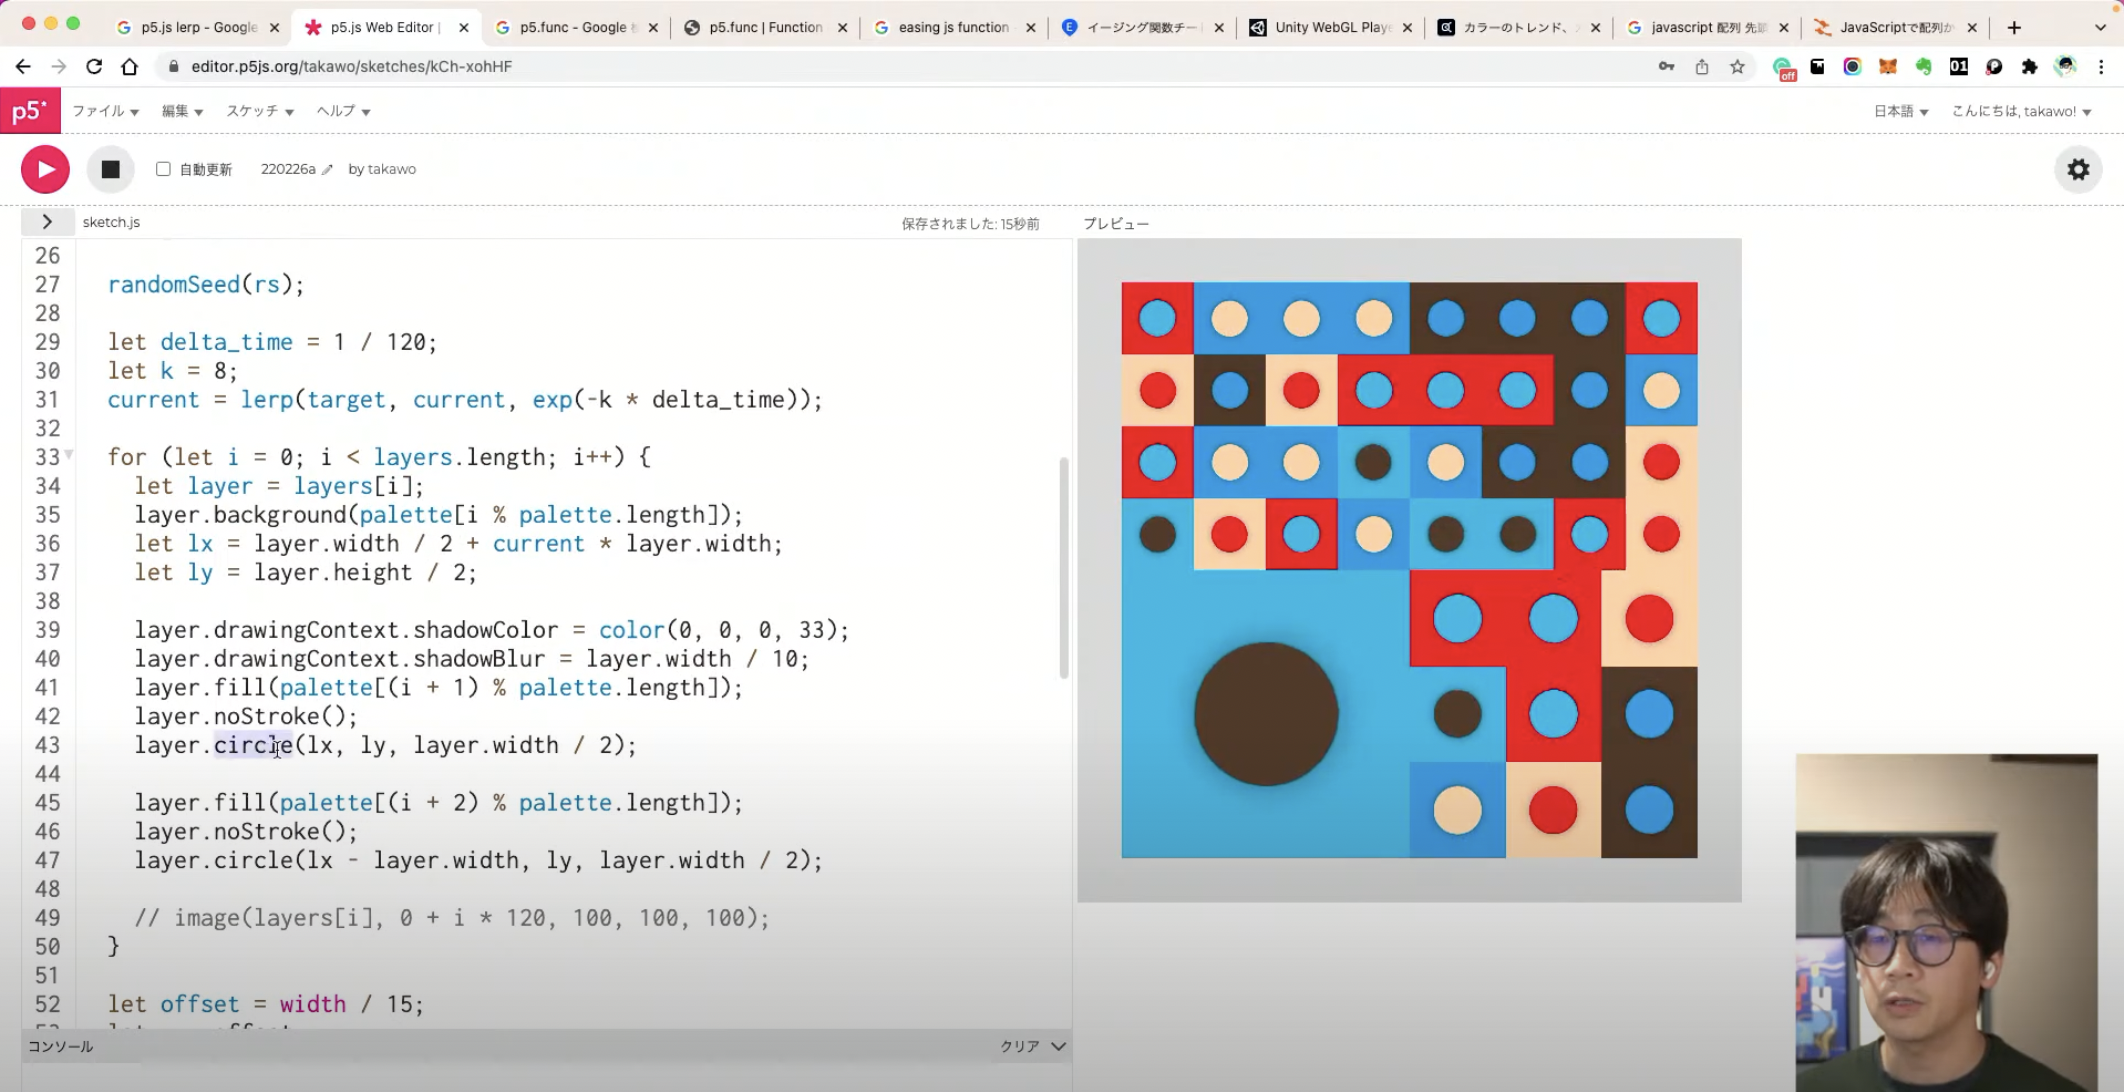 p5.js lerp - Google
p5.js Web Editor |
p5.func - Google
p5.func | Function
easing js function
イージング関数チート
Unity WebGL Playe
カラーのトレンド、
javascript 配列 先頭
JavaScriptで配列か
editor.p5js.org/takawo/sketches/kCh-xohHF
off
01
p5*
ファイル
編集
スケッチ
ヘルプ
日本語
こんにちは, takawo!
自動更新
220226a
by takawo
sketch.js
保存されました: 15秒前
プレビュー
26
27 randomSeed(rs);
28
29 let delta_time = 1 / 120;
30 let k = 8;
31 current = lerp(target, current, exp(-k * delta_time));
32
33 for (let i = 0; i < layers.length; i++) {
34 let layer = layers[i];
35 layer.background(palette[i % palette.length]);
36 let lx = layer.width / 2 + current * layer.width;
37 let ly = layer.height / 2;
38
39 layer.drawingContext.shadowColor = color(0, 0, 0, 33);
40 layer.drawingContext.shadowBlur = layer.width / 10;
41 layer.fill(palette[(i + 1) % palette.length]);
42 layer.noStroke();
43 layer.circle(lx, ly, layer.width / 2);
44
45 layer.fill(palette[(i + 2) % palette.length]);
46 layer.noStroke();
47 layer.circle(lx - layer.width, ly, layer.width / 2);
48
49 // image(layers[i], 0 + i * 120, 100, 100, 100);
50 }
51
52 let offset = width / 15;
コンソール
クリア